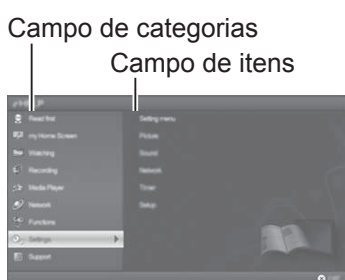 Campo de categorias
Campo de itens
Read first
my Home Screen
Watching
Recording
Media Player
Network
Functions
Settings
Support
Setting menu
Picture
Sound
Network
Timer
Setup